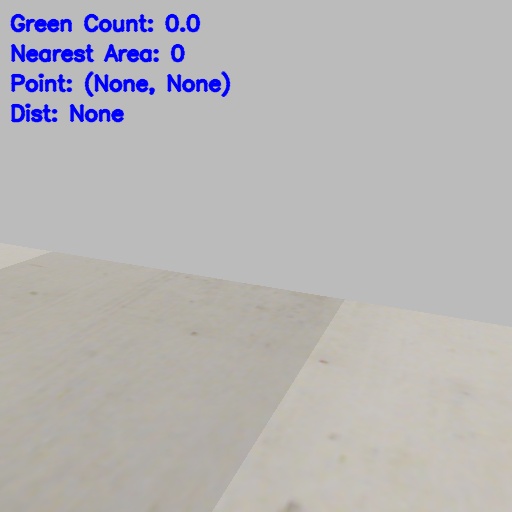 Green Count: 0.0
Nearest Area: 0
Point: (None, None)
Dist: None